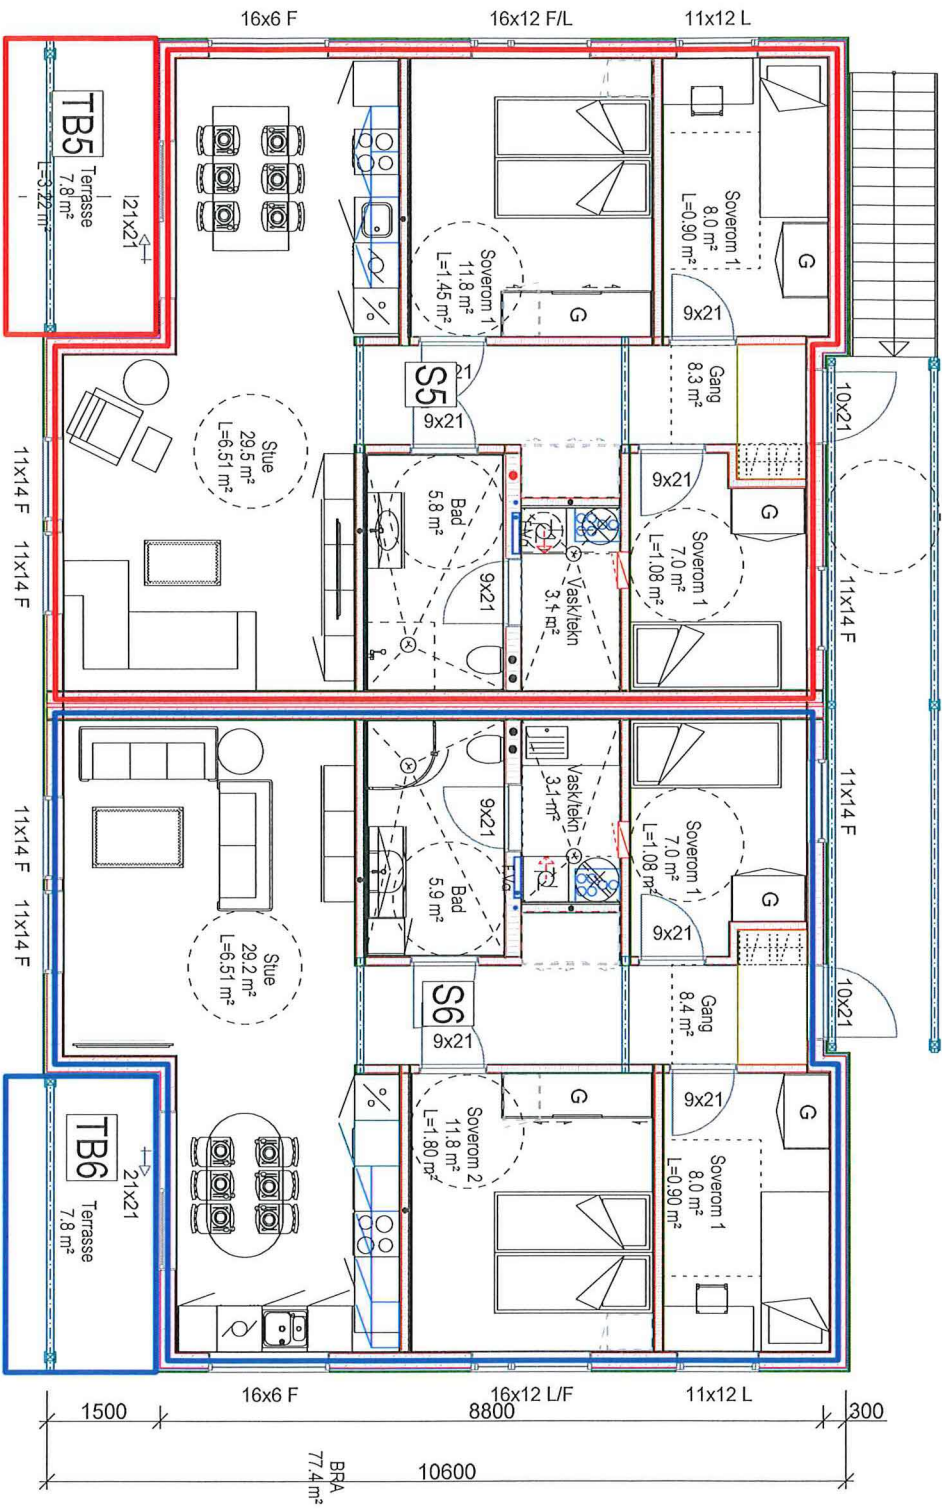 16x6 F
16x12 F/L
11x12 L
TB5
Terrasse
7.8 m²
L=3.22 m²
21x21
Soverom 1
11.8 m²
L=1.45 m²
G
Soverom 1
8.0 m²
L=0.90 m²
G
9x21
S5
21
9x21
Gang
8.3 m²
10x21
Stue
29.5 m²
L=6.51 m²
Bad
5.8 m²
9x21
Vask/tekn
9x21
G
Soverom 1
7.0 m²
L=1.08 m²
11x14 F
11x14 F
11x14 F
11x14 F
11x14 F
11x14 F
Stue
29.2 m²
L=6.51 m²
Bad
5.9 m²
9x21
Vask/tekn
3.1 m²
Soverom 1
7.0 m²
L=1.08 m²
G
9x21
S6
9x21
Gang
8.4 m²
10x21
TB6
Terrasse
7.8 m²
21x21
Soverom 2
11.8 m²
L=1.80 m²
G
9x21
Soverom 1
8.0 m²
L=0.90 m²
G
16x6 F
16x12 L/F
11x12 L
1500
8800
300
10600
BRA
77.4 m²